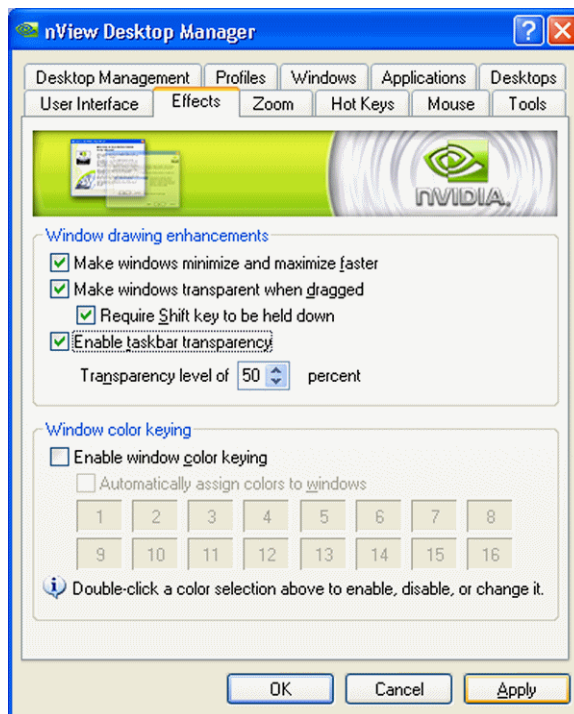 nView Desktop Manager
Desktop Management Profiles Windows Applications Desktops
User Interface Effects Zoom Hot Keys Mouse Tools
nVIDIA.
Window drawing enhancements
Make windows minimize and maximize faster
Make windows transparent when dragged
Require Shift key to be held down
Enable taskbar transparency
Transparency level of 50 percent
Window color keying
Enable window color keying
Automatically assign colors to windows
1 2 3 4 5 6 7 8
9 10 11 12 13 14 15 16
Double-click a color selection above to enable, disable, or change it.
OK Cancel Apply